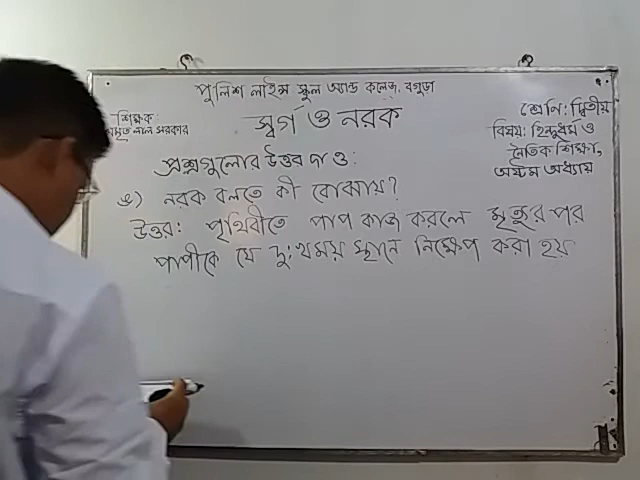 পুলিশ লাইন্স স্কুল অ্যান্ড কলেজ, বগুড়া
শিক্ষক:
লাল সরকার
স্বর্গ ও নরক
শ্রেণি: দ্বিতীয়
বিষয়: হিন্দুধর্ম ও
নৈতিক শিক্ষা,
অষ্টম অধ্যায়
প্রশ্নগুলোর উত্তর দাও:
ঙ) নরক বলতে কী বোঝায়?
উত্তর: পৃথিবীতে পাপ কাজ করলে মৃত্যুর পর
পাপীকে যে দুঃখময় স্থানে নিক্ষেপ করা হয়